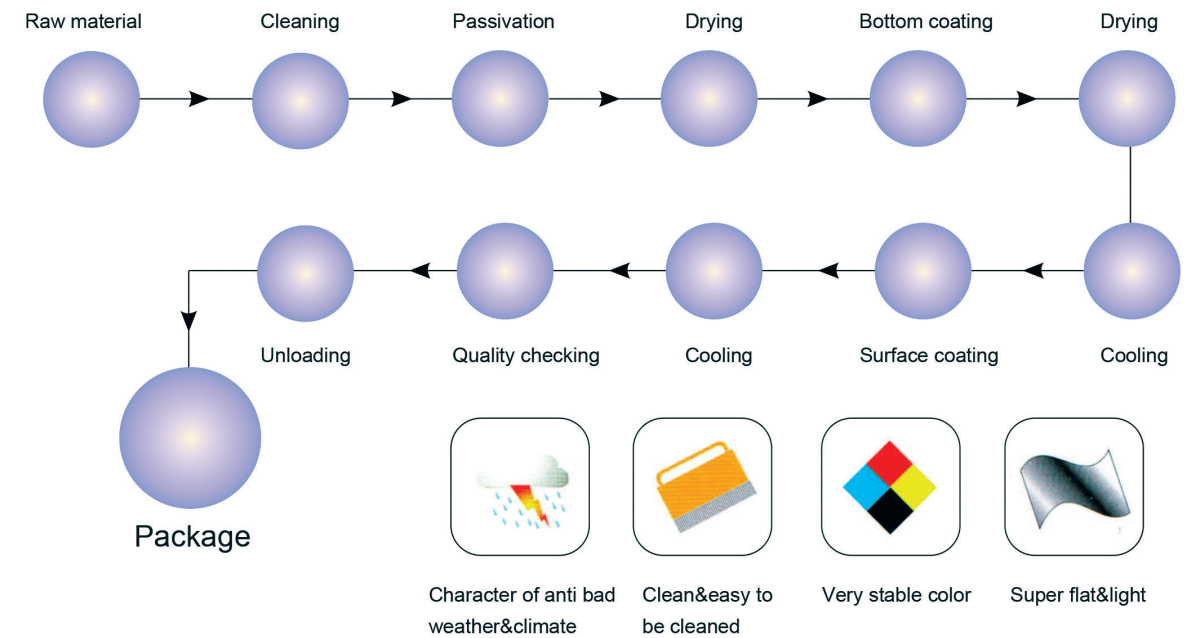 Raw material
Cleaning
Passivation
Drying
Bottom coating
Drying
Unloading
Quality checking
Cooling
Surface coating
Cooling
Package
Character of anti bad
weather&climate
Clean&easy to
be cleaned
Very stable color
Super flat&light